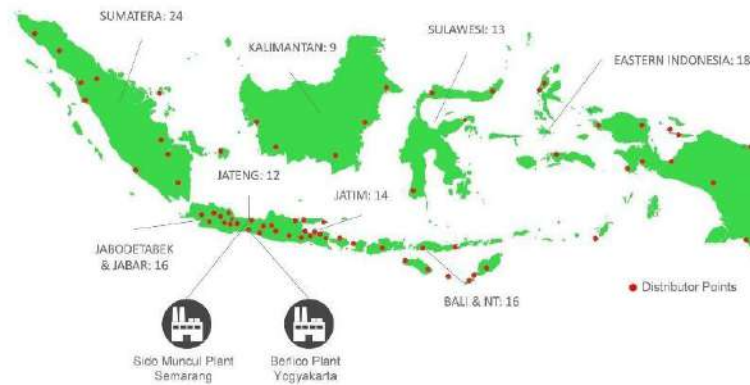 SUMATERA: 24
KALIMANTAN: 9
SULAWESI: 13
EASTERN INDONESIA: 18
JATENG: 12
JATIM: 14
JABODETABEK
& JABAR: 16
BALI & NT: 16
Distributor Points
Sido Muncul Plant
Semarang
Berlico Plant
Yogyakarta